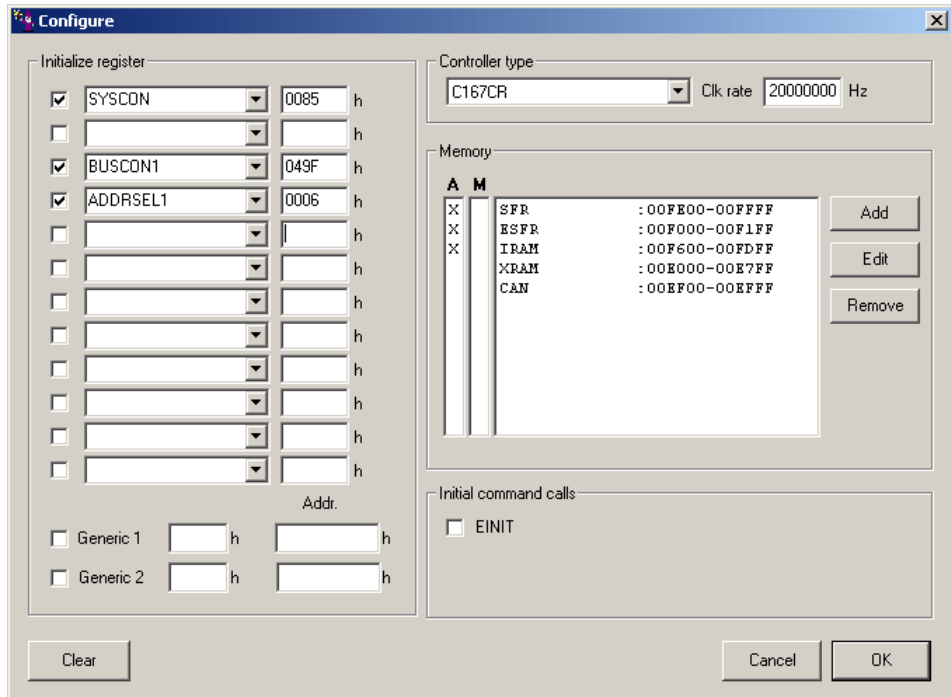 Configure
Initialize register
SYSCON 0085 h
h
BUSCON1 049F h
ADDRSEL1 0006 h
h
h
h
h
h
h
h
h
Addr.
Generic 1 h h
Generic 2 h h
Controller type
C167CR Clk rate 20000000 Hz
Memory
A M
X SFR :00FE00-00FFFF
X ESFR :00F000-00F1FF
X IRAM :00F600-00FDFF
XRAM :00E000-00E7FF
CAN :00EF00-00EFFF
Add
Edit
Remove
Initial command calls
EINIT
Clear Cancel OK